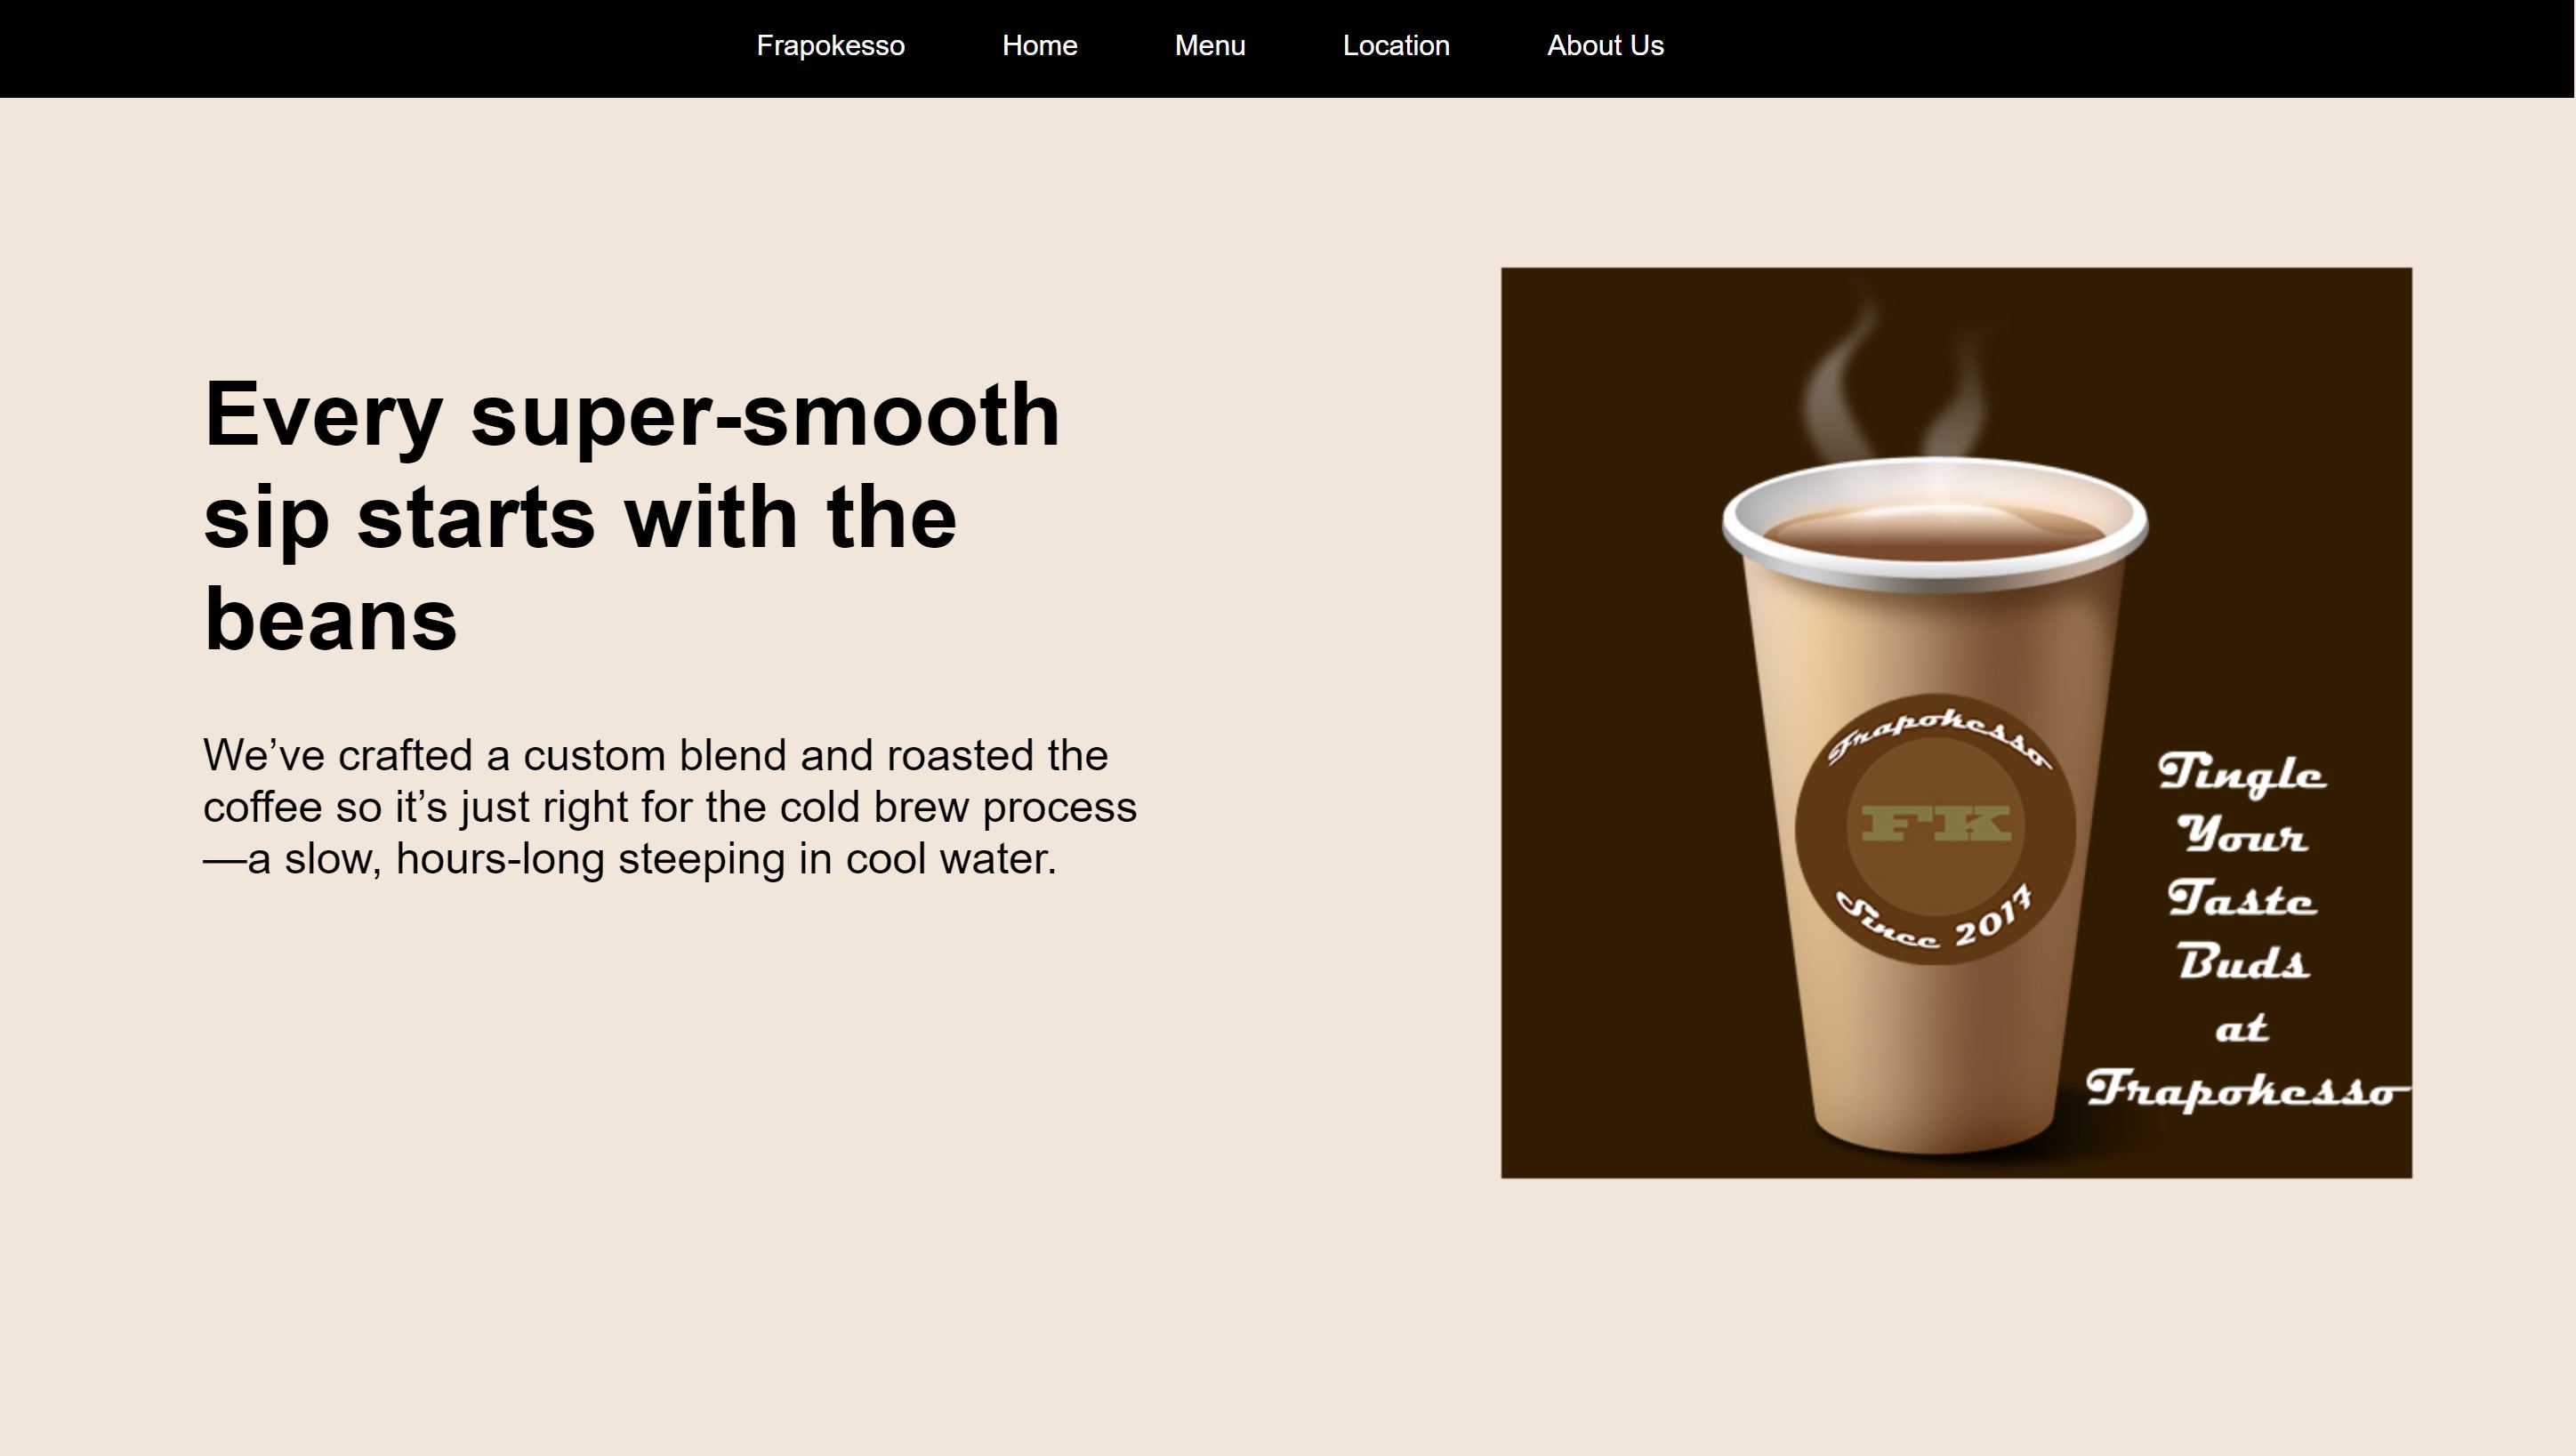 Frapokesso Home Menu Location About Us
Every super-smooth
sip starts with the
beans
We’ve crafted a custom blend and roasted the
coffee so it’s just right for the cold brew process
—a slow, hours-long steeping in cool water.
Frapokesso
FK
Since 2017
Tingle
Your
Taste
Buds
at
Frapokesso